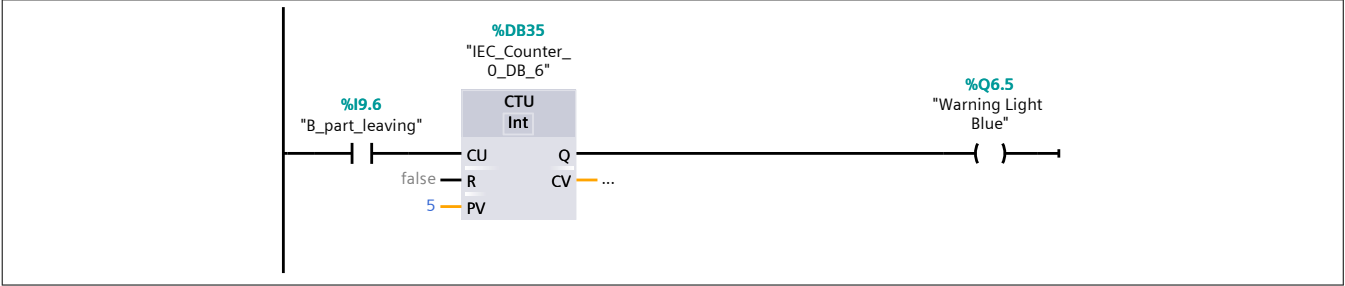 %DB35
"IEC_Counter_
0_DB_6"
%I9.6
"B_part_leaving"
CTU
Int
%Q6.5
"Warning Light
Blue"
CU Q
false R CV ...
5 PV